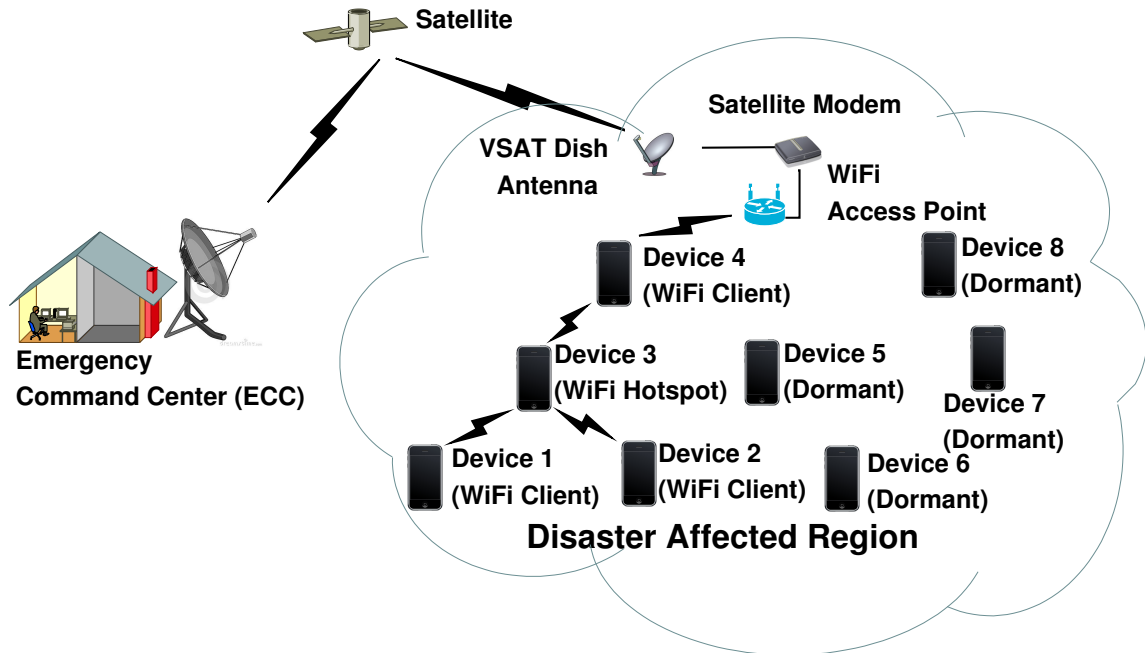 Satellite
Satellite Modem
VSAT Dish
Antenna
WiFi
Access Point
Device 4
(WiFi Client)
Device 8
(Dormant)
Emergency
Command Center (ECC)
Device 3
(WiFi Hotspot)
Device 5
(Dormant)
Device 7
(Dormant)
Device 1
(WiFi Client)
Device 2
(WiFi Client)
Device 6
(Dormant)
Disaster Affected Region